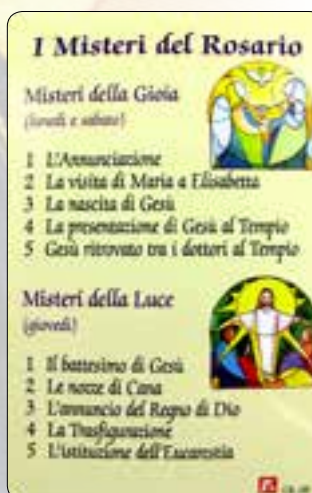 I Misteri del Rosario
Misteri della Gioia
(lunedì e sabato)
1 L'Annunciazione
2 La visita di Maria a Elisabetta
3 La nascita di Gesù
4 La presentazione di Gesù al Tempio
5 Gesù ritrovato tra i dottori al Tempio
Misteri della Luce
(giovedì)
1 Il battesimo di Gesù
2 Le nozze di Cana
3 L'annuncio del Regno di Dio
4 La Trasfigurazione
5 L'istituzione dell'Eucarestia